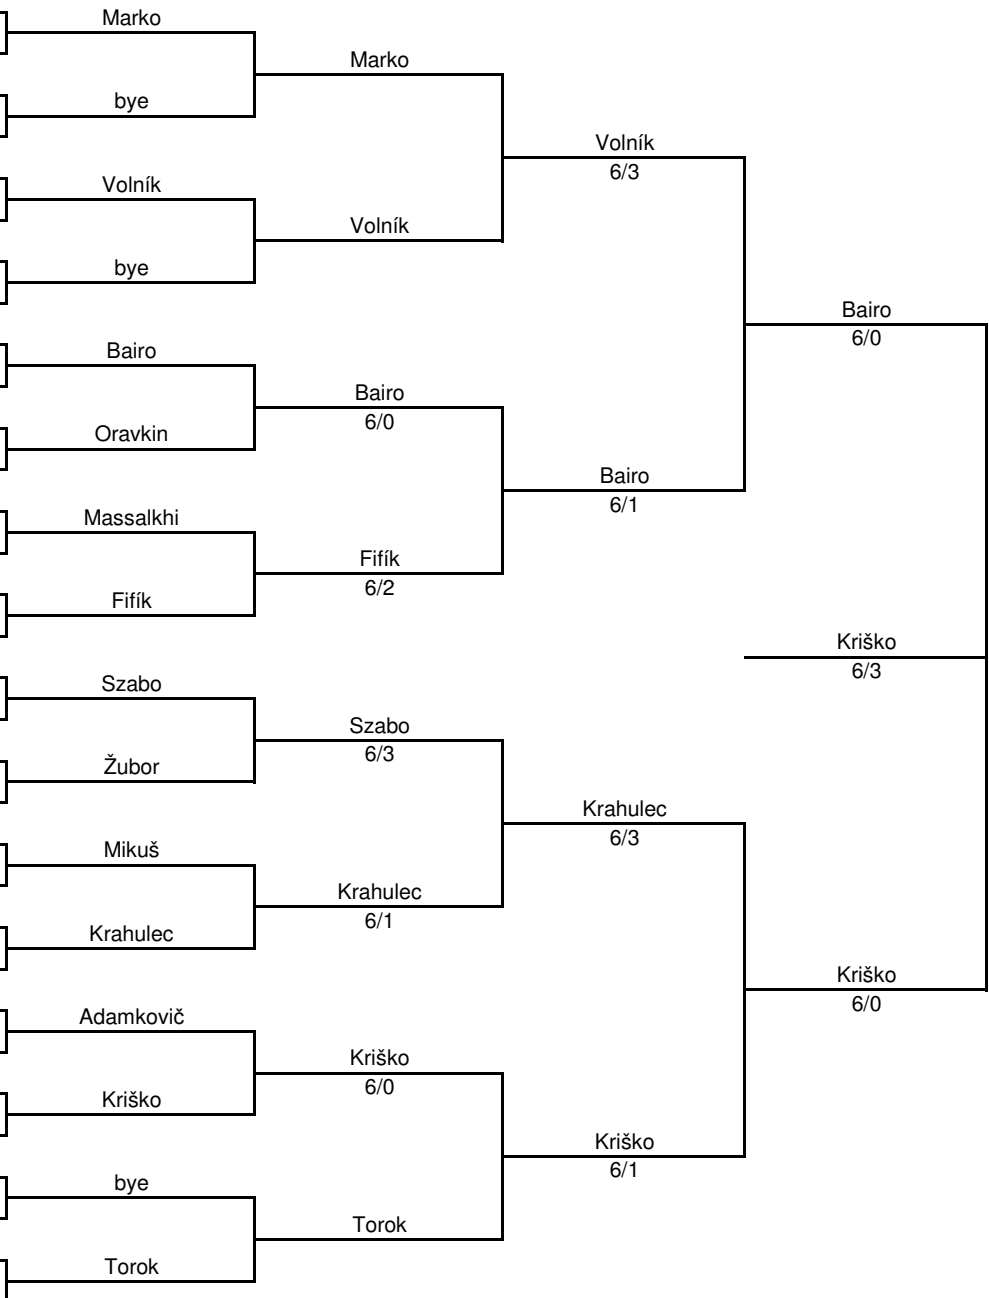 Marko
Marko
bye
Volník
6/3
Volník
Volník
bye
Bairo
6/0
Bairo
Bairo
6/0
Oravkin
Bairo
6/1
Massalkhi
Fifík
6/2
Fifík
Kriško
6/3
Szabo
Szabo
6/3
Žubor
Krahulec
6/3
Mikuš
Krahulec
6/1
Krahulec
Kriško
6/0
Adamkovič
Kriško
6/0
Kriško
Kriško
6/1
bye
Torok
Torok